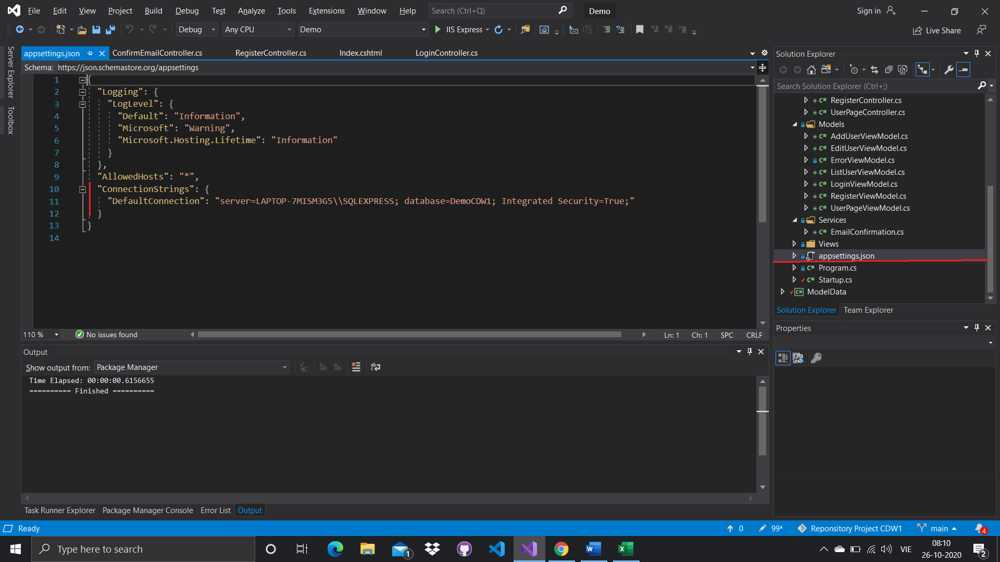 File Edit View Project Build Debug Test Analyze Tools Extensions Window Help Search (Ctrl+Q) Demo Sign in
Debug Any CPU Demo IIS Express Live Share
Server Explorer
Toolbox
appsettings.json ConfirmEmailController.cs RegisterController.cs Index.cshtml LoginController.cs
Schema: https://json.schemastore.org/appsettings
1 {
2 "Logging": {
3 "LogLevel": {
4 "Default": "Information",
5 "Microsoft": "Warning",
6 "Microsoft.Hosting.Lifetime": "Information"
7 }
8 },
9 "AllowedHosts": "*",
10 "ConnectionStrings": {
11 "DefaultConnection": "server=LAPTOP-7MISM3G5\\SQLEXPRESS; database=DemoCDW1; Integrated Security=True;"
12 }
13 }
14
110 % No issues found Ln: 1 Ch: 1 SPC CRLF
Output
Show output from: Package Manager
Time Elapsed: 00:00:00.6156655
========== Finished ==========
Task Runner Explorer Package Manager Console Error List Output
Solution Explorer
Search Solution Explorer (Ctrl+;)
C# RegisterController.cs
C# UserPageController.cs
Models
C# AddUserViewModel.cs
C# EditUserViewModel.cs
C# ErrorViewModel.cs
C# ListUserViewModel.cs
C# LoginViewModel.cs
C# RegisterViewModel.cs
C# UserPageViewModel.cs
Services
C# EmailConfirmation.cs
Views
appsettings.json
C# Program.cs
C# Startup.cs
C# ModelData
Solution Explorer Team Explorer
Properties
Ready 0 99* Reponsitory Project CDW1 main 4
Type here to search 1 VIE 08:10
26-10-2020 2